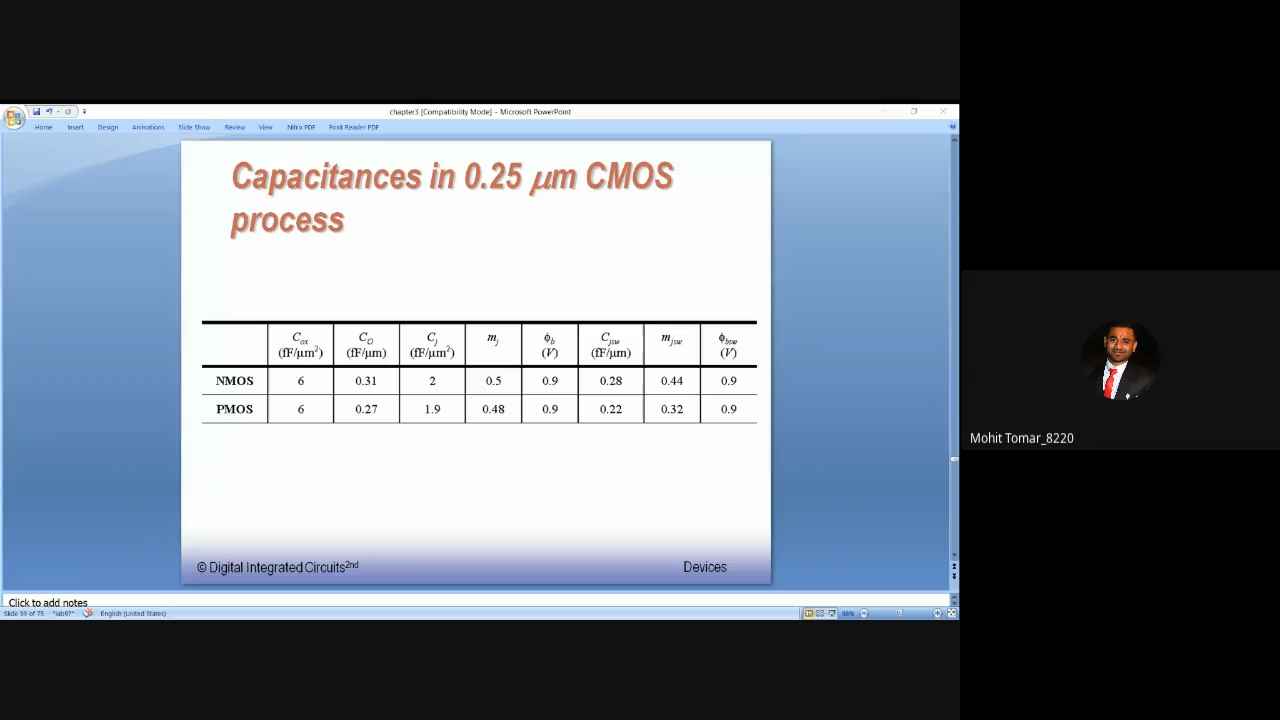 chapter3 [Compatibility Mode] - Microsoft PowerPoint
Home Insert Design Animations Slide Show Review View Nitro PDF Foxit Reader PDF
Capacitances in 0.25 μm CMOS
process
C_ox C_O C_j m_j ϕ_b C_jsw m_jsw ϕ_bsw
(fF/μm²) (fF/μm) (fF/μm²) (V) (fF/μm) (V)
NMOS 6 0.31 2 0.5 0.9 0.28 0.44 0.9
PMOS 6 0.27 1.9 0.48 0.9 0.22 0.32 0.9
© Digital Integrated Circuits2nd Devices
Click to add notes
Slide 59 of 75 "lab97" English (United States) 98%
Mohit Tomar_8220